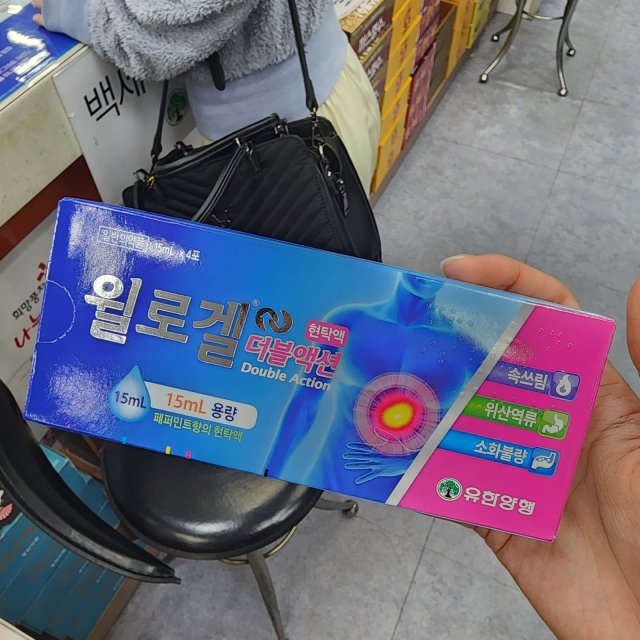 백세
일반의약품 15mL x 4포
윌로겔®
더블액션
현탁액
Double Action
15mL
15mL 용량
페퍼민트향의 현탁액
속쓰림
위산역류
소화불량
유한양행